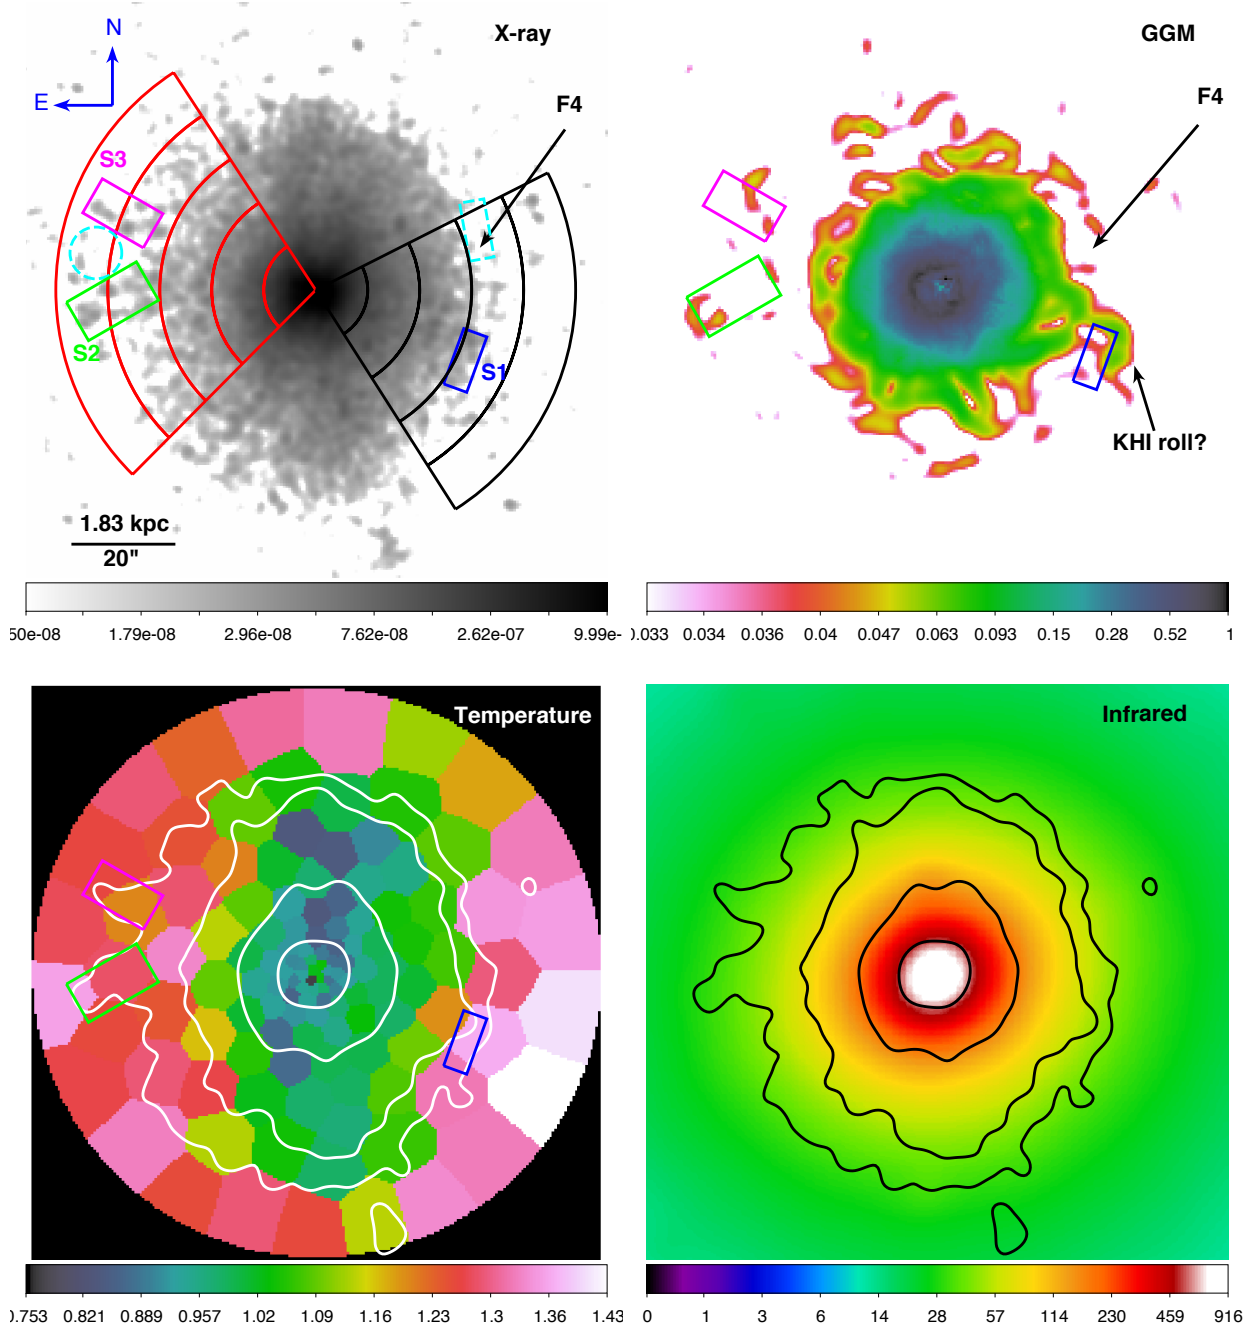 X-ray
N
E
F4
S3
S2
S1
1.83 kpc
20"
50e-08 1.79e-08 2.96e-08 7.62e-08 2.62e-07 9.99e-
GGM
F4
KHI roll?
0.033 0.034 0.036 0.04 0.047 0.063 0.093 0.15 0.28 0.52 1
Temperature
0.753 0.821 0.889 0.957 1.02 1.09 1.16 1.23 1.3 1.36 1.43
Infrared
0 1 3 6 14 28 57 114 230 459 916